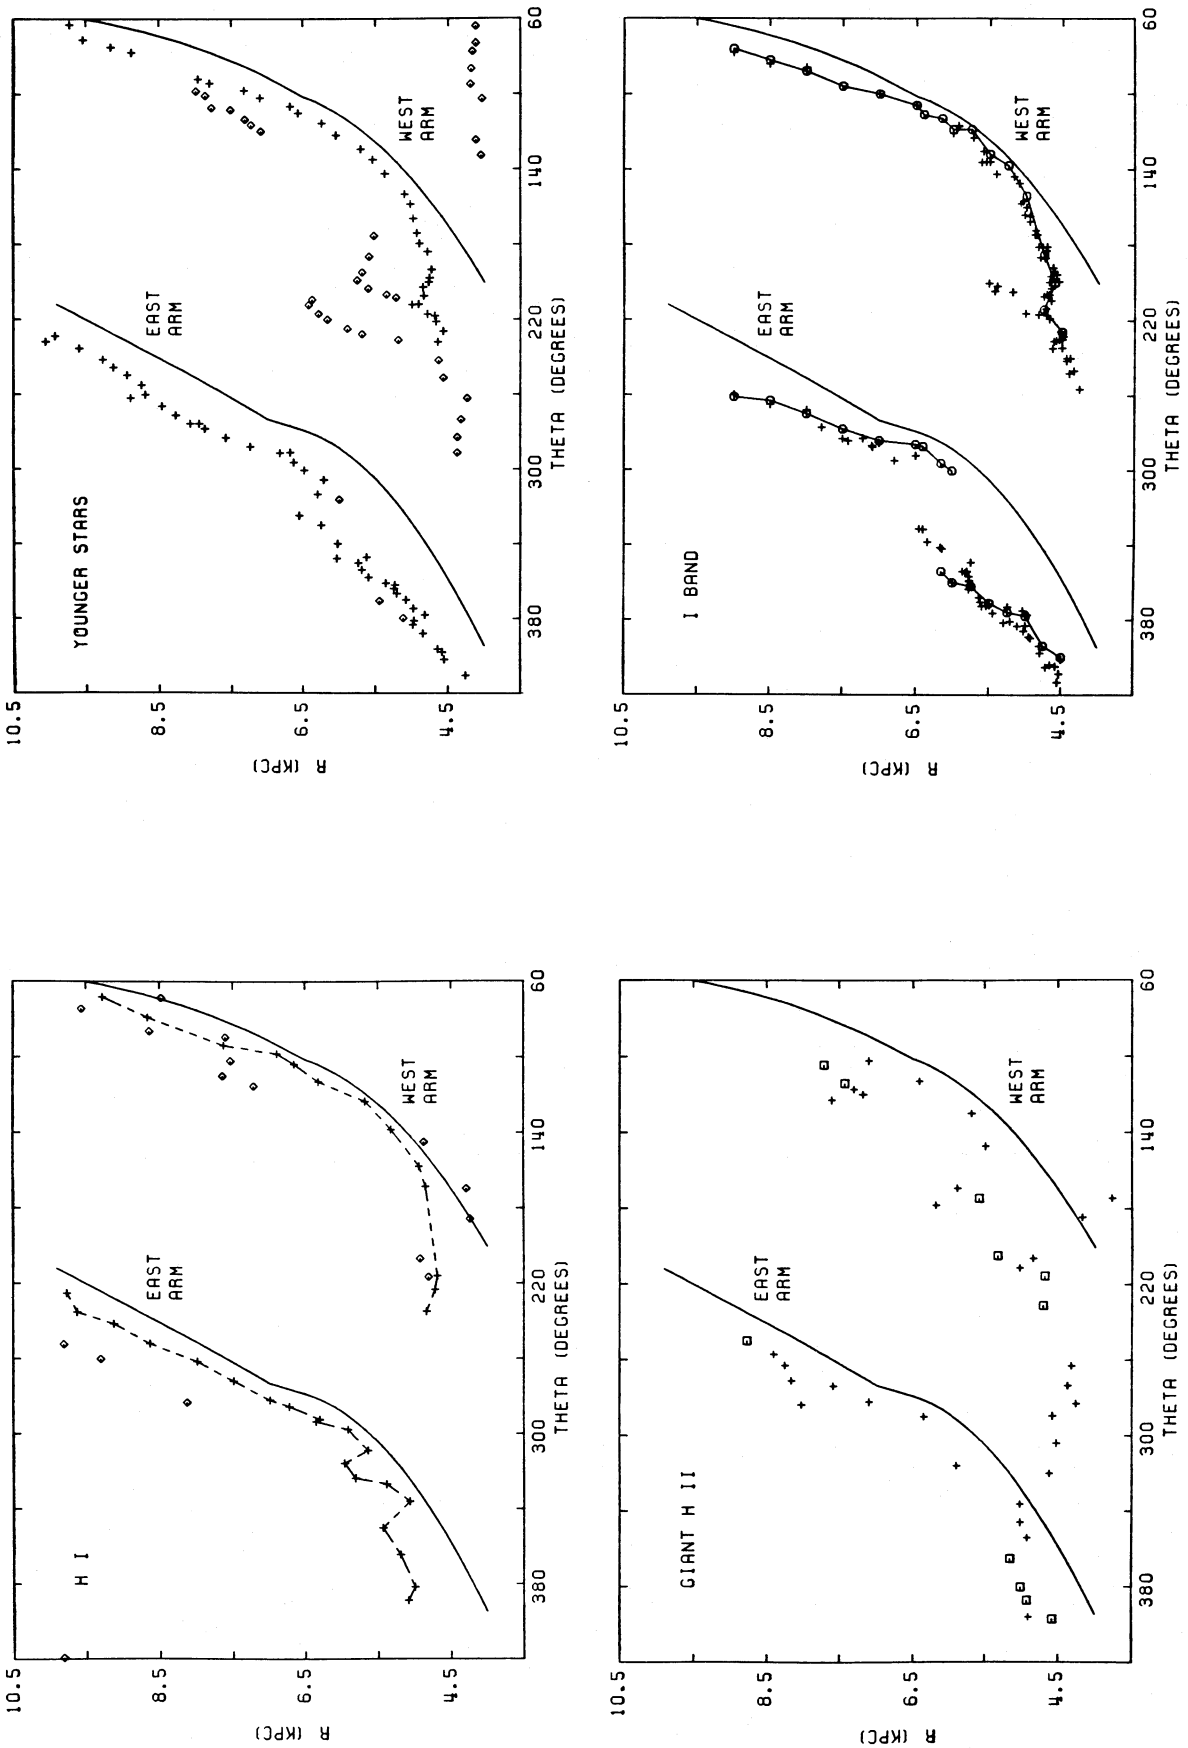 YOUNGER STARS
EAST
ARM
WEST
ARM
10.5
8.5
6.5
4.5
R (KPC)
60
140
220
300
380
THETA (DEGREES)
I BAND
EAST
ARM
WEST
ARM
10.5
8.5
6.5
4.5
R (KPC)
60
140
220
300
380
THETA (DEGREES)
H I
EAST
ARM
WEST
ARM
10.5
8.5
6.5
4.5
R (KPC)
60
140
220
300
380
THETA (DEGREES)
GIANT H II
EAST
ARM
WEST
ARM
10.5
8.5
6.5
4.5
R (KPC)
60
140
220
300
380
THETA (DEGREES)